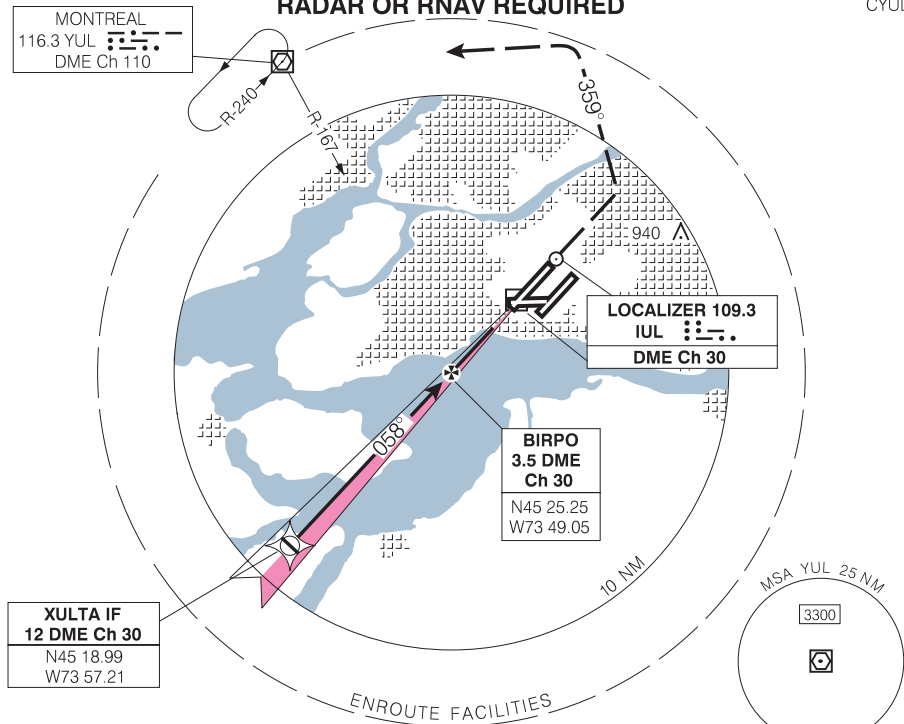 RADAR OR RNAV REQUIRED
CYUL
MONTREAL
116.3 YUL
DME Ch 110
R-240
R-167
359°
940
LOCALIZER 109.3
IUL
DME Ch 30
058°
BIRPO
3.5 DME
Ch 30
N45 25.25
W73 49.05
10 NM
XULTA IF
12 DME Ch 30
N45 18.99
W73 57.21
ENROUTE FACILITIES
MSA YUL 25 NM
3300